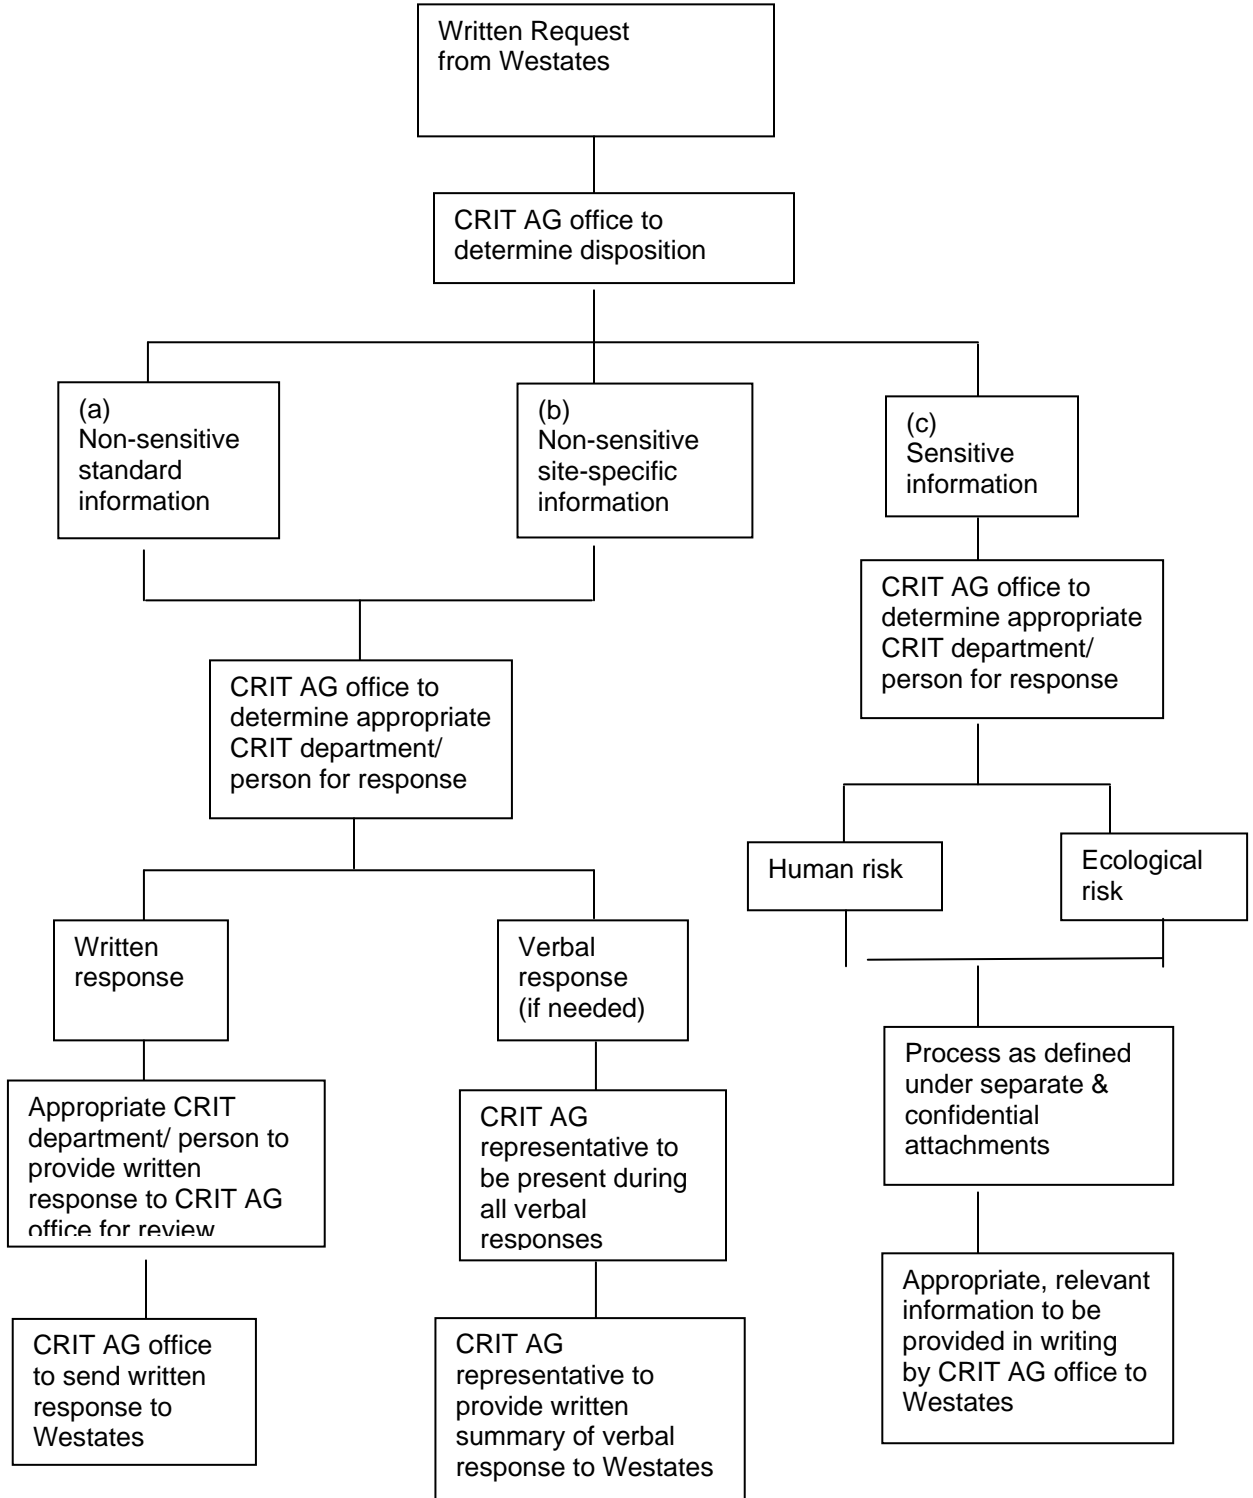 Written Request
from Westates
CRIT AG office to
determine disposition
(a)
Non-sensitive
standard
information
(b)
Non-sensitive
site-specific
information
(c)
Sensitive
information
CRIT AG office to
determine appropriate
CRIT department/
person for response
CRIT AG office to
determine appropriate
CRIT department/
person for response
Human risk
Ecological
risk
Written
response
Verbal
response
(if needed)
Process as defined
under separate &
confidential
attachments
Appropriate CRIT
department/ person to
provide written
response to CRIT AG
office for review
CRIT AG
representative to
be present during
all verbal
responses
Appropriate, relevant
information to be
provided in writing
by CRIT AG office to
Westates
CRIT AG office
to send written
response to
Westates
CRIT AG
representative to
provide written
summary of verbal
response to Westates